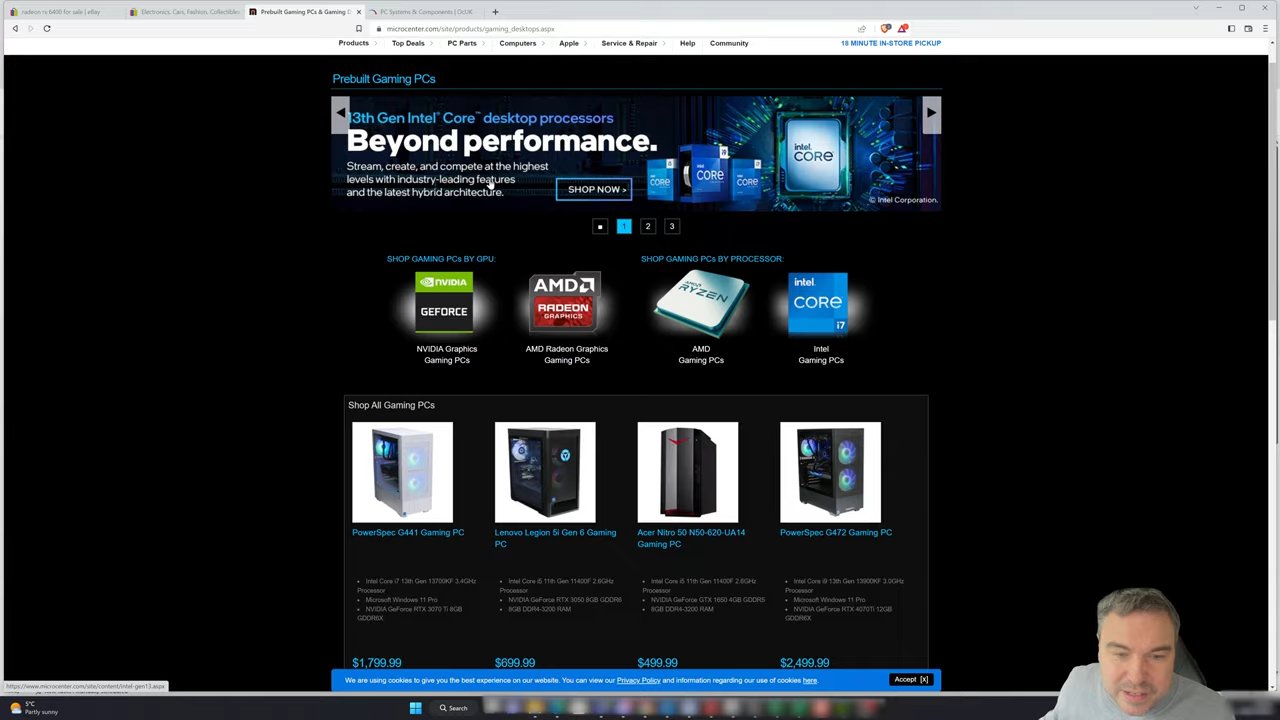 radeon rx 6400 for sale | eBay
Electronics, Cars, Fashion, Collectibles
Prebuilt Gaming PCs & Gaming D
PC Systems & Components | OcUK
microcenter.com/site/products/gaming_desktops.aspx
Products
Top Deals
PC Parts
Computers
Apple
Service & Repair
Help
Community
18 MINUTE IN-STORE PICKUP
Prebuilt Gaming PCs
13th Gen Intel® Core™ desktop processors
Beyond performance.
Stream, create, and compete at the highest
levels with industry-leading features
and the latest hybrid architecture.
SHOP NOW >
intel.
CORE
© Intel Corporation.
1 2 3
SHOP GAMING PCs BY GPU:
SHOP GAMING PCs BY PROCESSOR:
NVIDIA
GEFORCE
AMD
RADEON
GRAPHICS
AMD
RYZEN
intel
CORE
i7
NVIDIA Graphics
Gaming PCs
AMD Radeon Graphics
Gaming PCs
AMD
Gaming PCs
Intel
Gaming PCs
Shop All Gaming PCs
PowerSpec G441 Gaming PC
Lenovo Legion 5i Gen 6 Gaming
PC
Acer Nitro 50 N50-620-UA14
Gaming PC
PowerSpec G472 Gaming PC
Intel Core i7 13th Gen 13700KF 3.4GHz
Processor
Microsoft Windows 11 Pro
NVIDIA GeForce RTX 3070 Ti 8GB
GDDR6X
Intel Core i5 11th Gen 11400F 2.6GHz
Processor
NVIDIA GeForce RTX 3050 8GB GDDR6
8GB DDR4-3200 RAM
Intel Core i5 11th Gen 11400F 2.6GHz
Processor
NVIDIA GeForce GTX 1650 4GB GDDR5
8GB DDR4-3200 RAM
Intel Core i9 13th Gen 13900KF 3.0GHz
Processor
Microsoft Windows 11 Pro
NVIDIA GeForce RTX 4070Ti 12GB
GDDR6X
$1,799.99
$699.99
$499.99
$2,499.99
We are using cookies to give you the best experience on our website. You can view our Privacy Policy and information regarding our use of cookies here.
Accept [x]
https://www.microcenter.com/site/content/intel-gen13.aspx
5°C
Partly sunny
Search